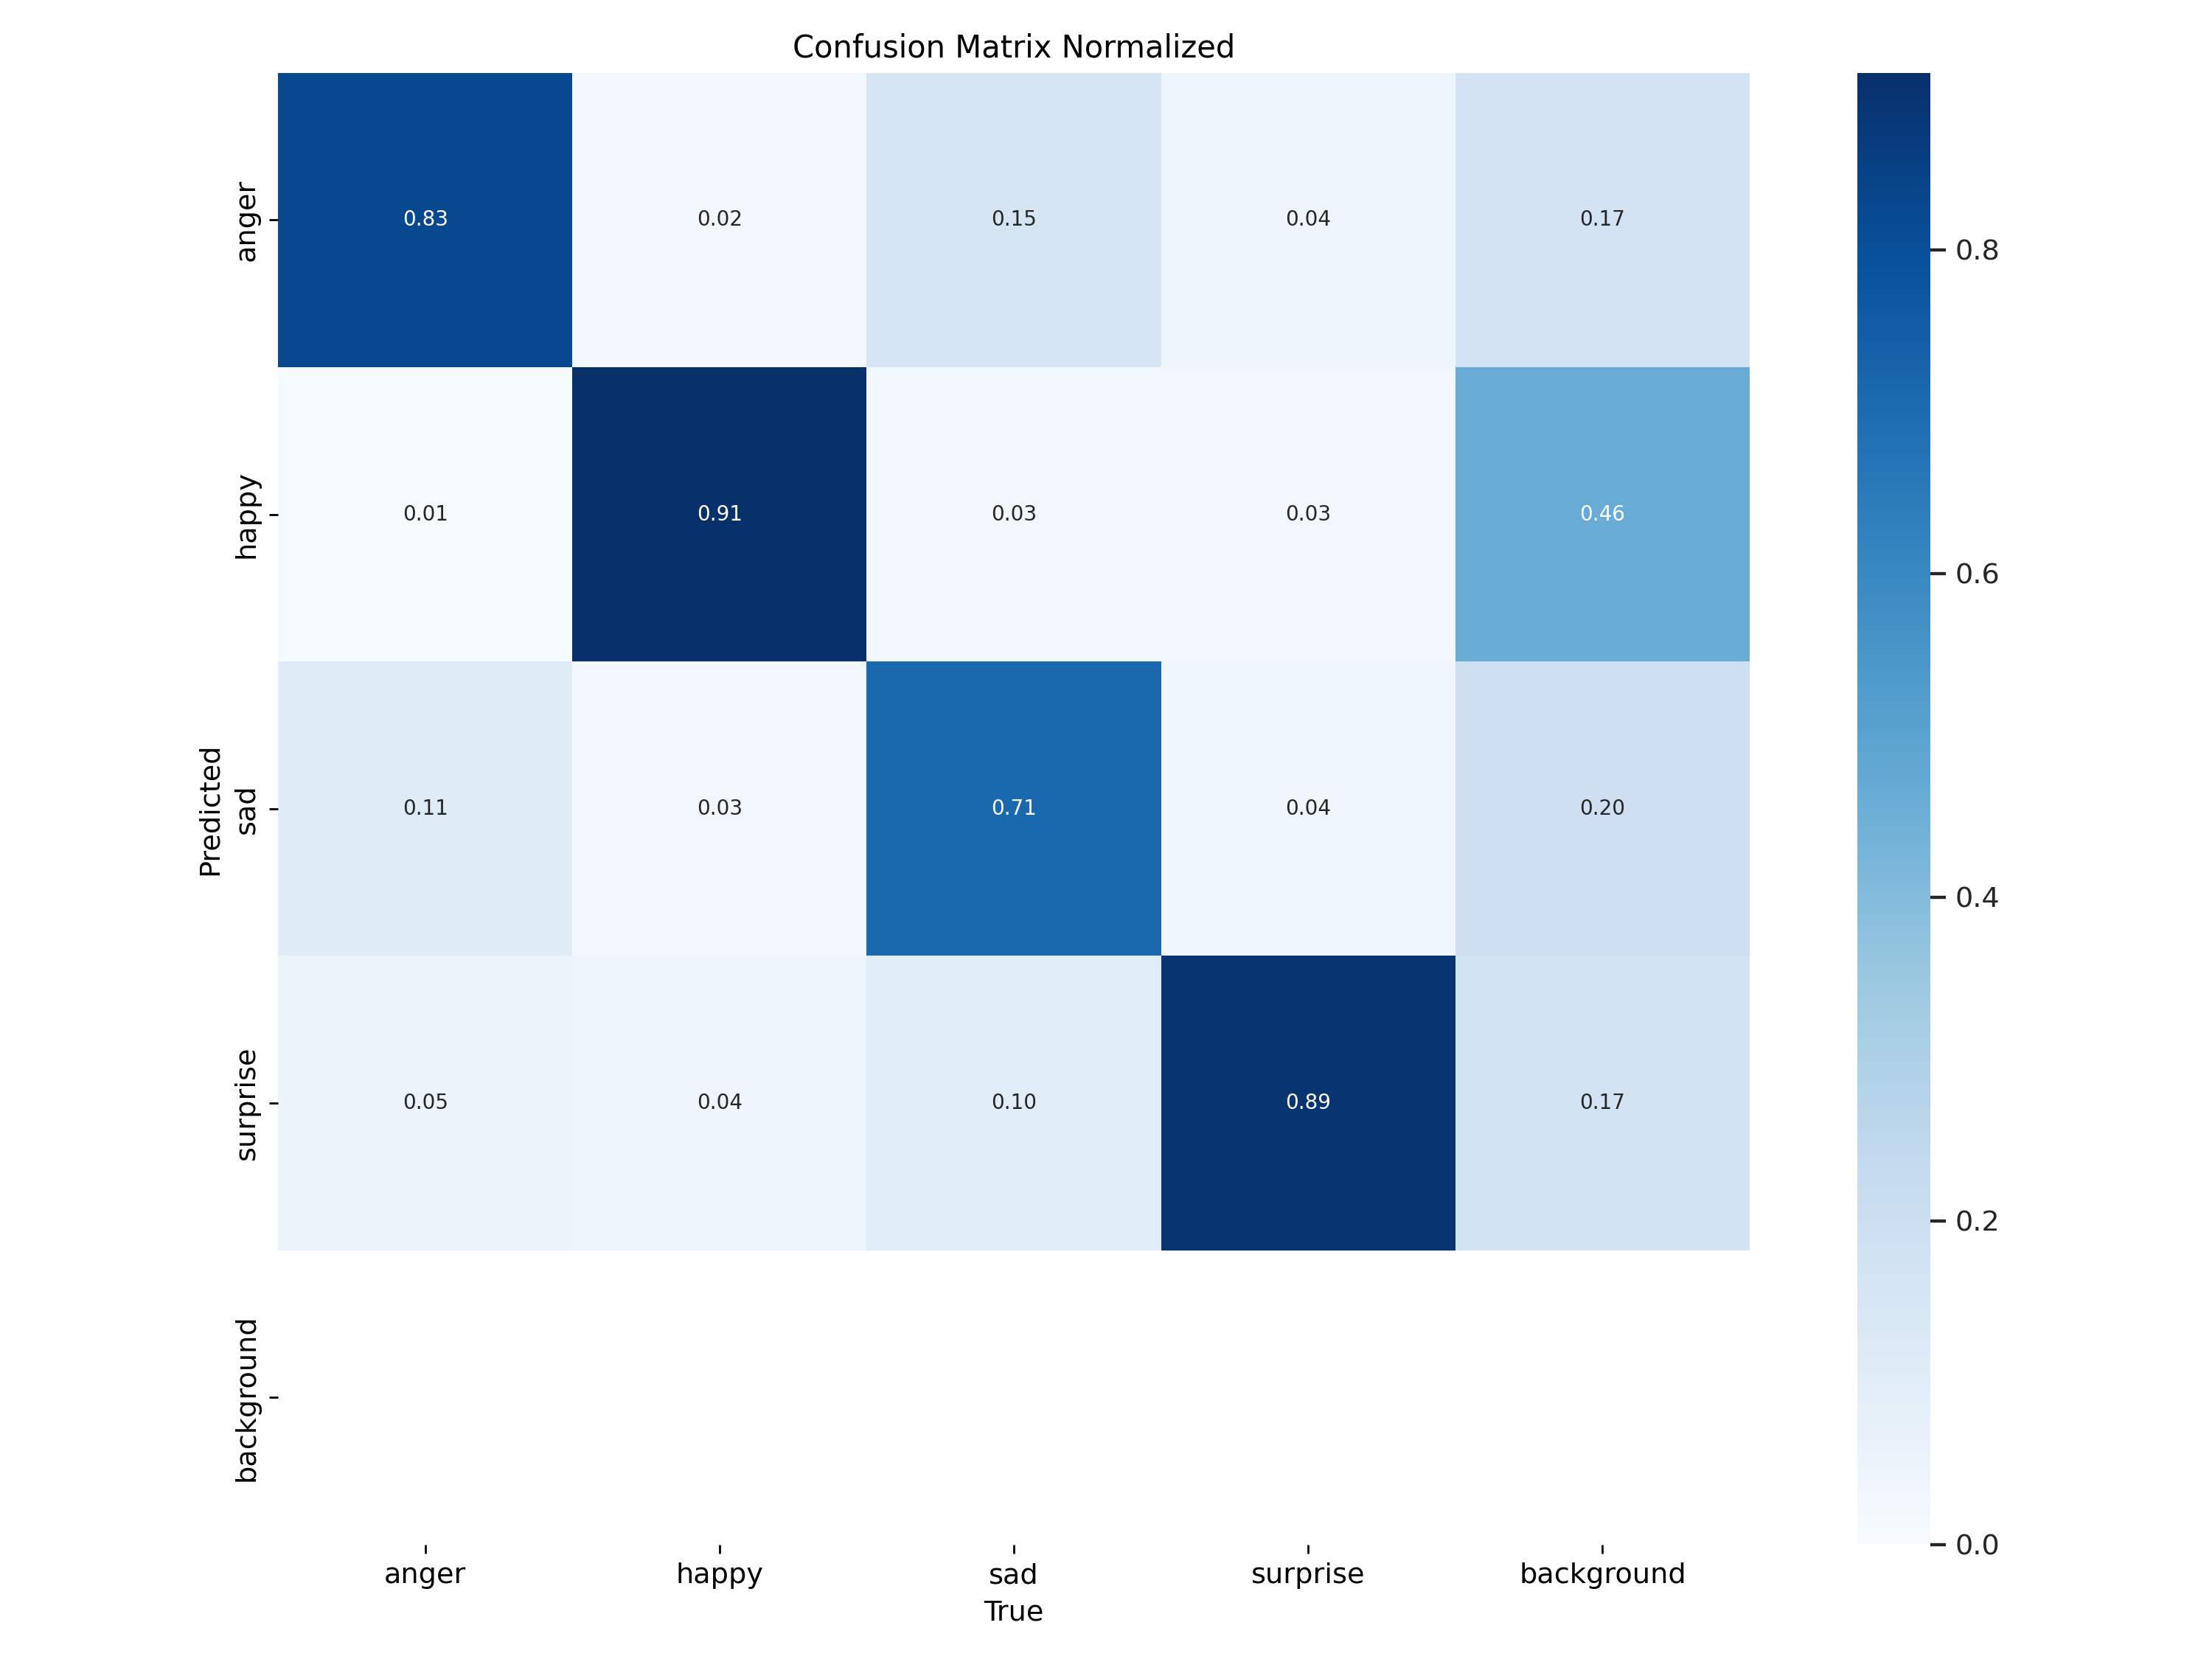 Confusion Matrix Normalized
anger 0.83 0.02 0.15 0.04 0.17
happy 0.01 0.91 0.03 0.03 0.46
sad 0.11 0.03 0.71 0.04 0.20
surprise 0.05 0.04 0.10 0.89 0.17
background
Predicted
anger happy sad surprise background
True
0.8
0.6
0.4
0.2
0.0